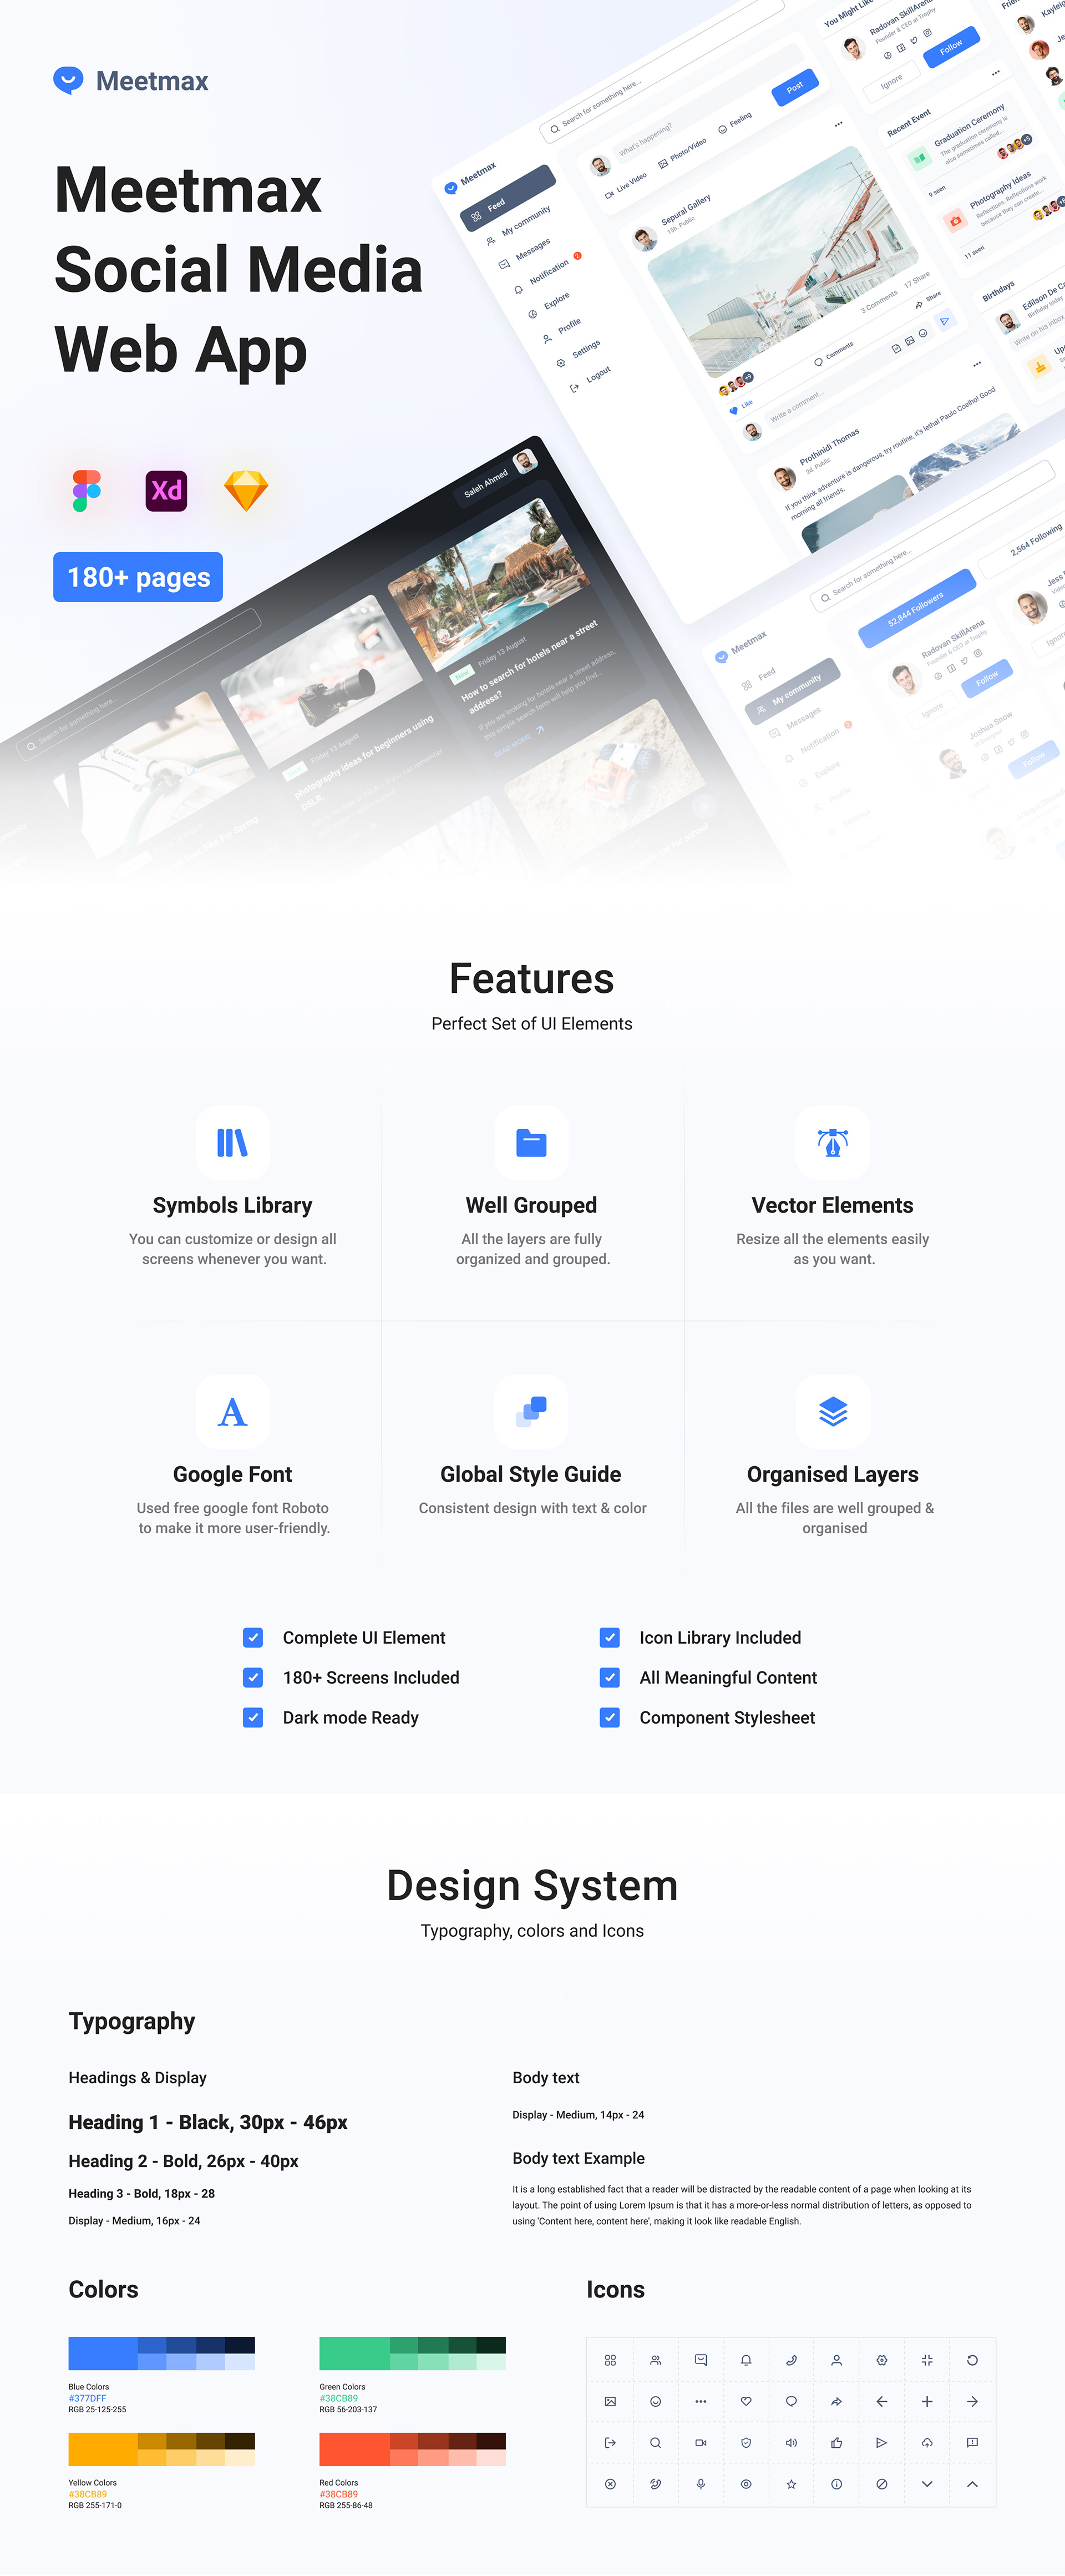 Meetmax
Meetmax
Social Media
Web App
Xd
180+ pages
Meetmax
Search for something here...
Feed
My community
Messages
Notification
Explore
Profile
Settings
Logout
What's happening?
Post
Live Video
Photo/Video
Feeling
Sepural Gallery
15h. Public
3 Comments
17 Share
Like
Comments
Share
Write a comment...
Prothinidi Thomas
2d. Public
If you think adventure is dangerous, try routine, it's lethal Paulo Coelho! Good
morning all friends.
You Might Like
Radovan SkillArena
Founder & CEO at Trophy
Ignore
Follow
Recent Event
Graduation Ceremony
The graduation ceremony is
also sometimes called...
9 seen
Photography Ideas
Reflections. Reflections work
because they can create...
11 seen
Birthdays
Edilson De Ca
Birthday today
Write on his inbox
Saleh Ahmed
Search for something here...
New!
Friday 13 August
How to search for hotels near a street
address?
If you are looking for hotels near a street address,
this simple search form will help you find...
READ MORE
Friday 13 August
photography ideas for beginners using
DSLR.
Meetmax
Search for something here...
Feed
My community
Messages
Notification
Explore
Profile
52,844 Followers
2,564 Following
Radovan SkillArena
Founder & CEO at Trophy
Ignore
Follow
Joshua Snow
Follow
Ignore
Features
Perfect Set of UI Elements
Symbols Library
You can customize or design all
screens whenever you want.
Well Grouped
All the layers are fully
organized and grouped.
Vector Elements
Resize all the elements easily
as you want.
A
Google Font
Used free google font Roboto
to make it more user-friendly.
Global Style Guide
Consistent design with text & color
Organised Layers
All the files are well grouped &
organised
Complete UI Element
180+ Screens Included
Dark mode Ready
Icon Library Included
All Meaningful Content
Component Stylesheet
Design System
Typography, colors and Icons
Typography
Headings & Display
Heading 1 - Black, 30px - 46px
Heading 2 - Bold, 26px - 40px
Heading 3 - Bold, 18px - 28
Display - Medium, 16px - 24
Body text
Display - Medium, 14px - 24
Body text Example
It is a long established fact that a reader will be distracted by the readable content of a page when looking at its
layout. The point of using Lorem Ipsum is that it has a more-or-less normal distribution of letters, as opposed to
using 'Content here, content here', making it look like readable English.
Colors
Blue Colors
#377DFF
RGB 25-125-255
Green Colors
#38CB89
RGB 56-203-137
Yellow Colors
#38CB89
RGB 255-171-0
Red Colors
#38CB89
RGB 255-86-48
Icons